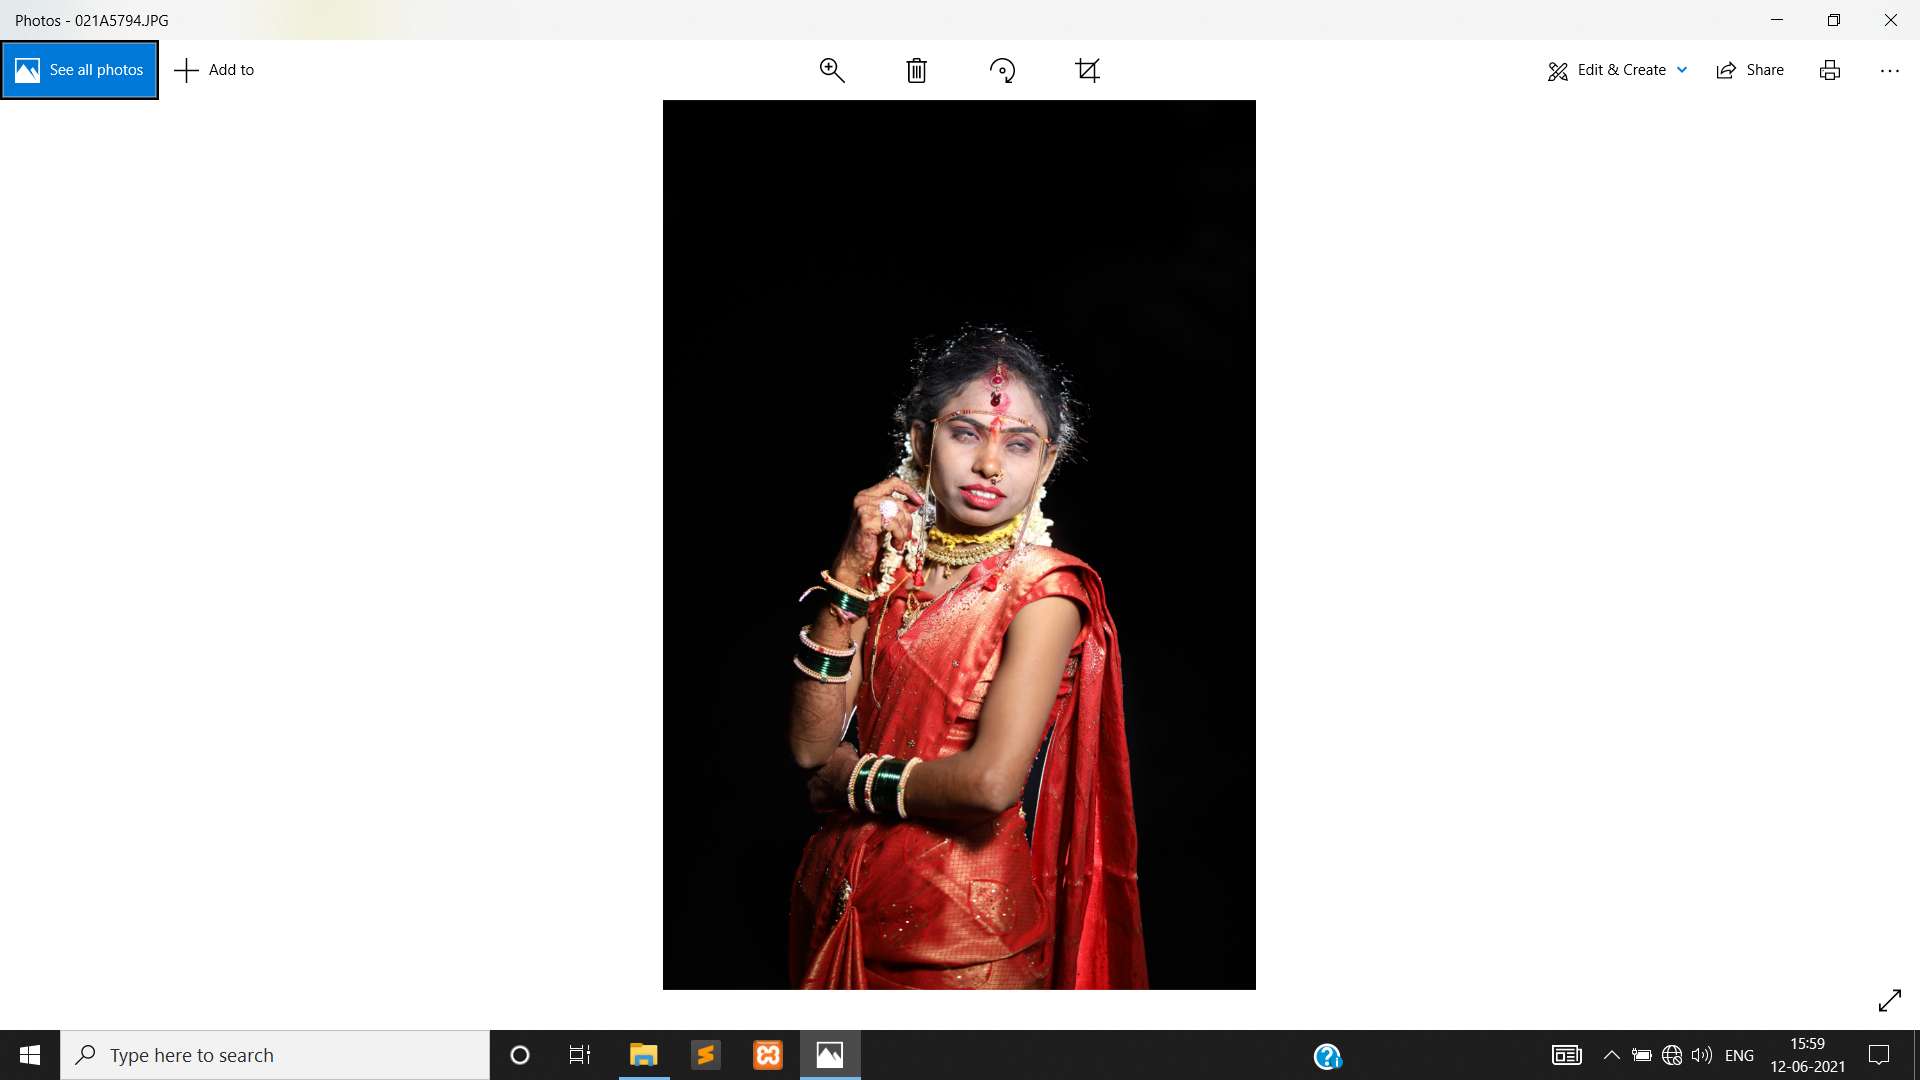 Photos - 021A5794.JPG
See all photos
Add to
Edit & Create
Share
Type here to search
ENG
15:59
12-06-2021